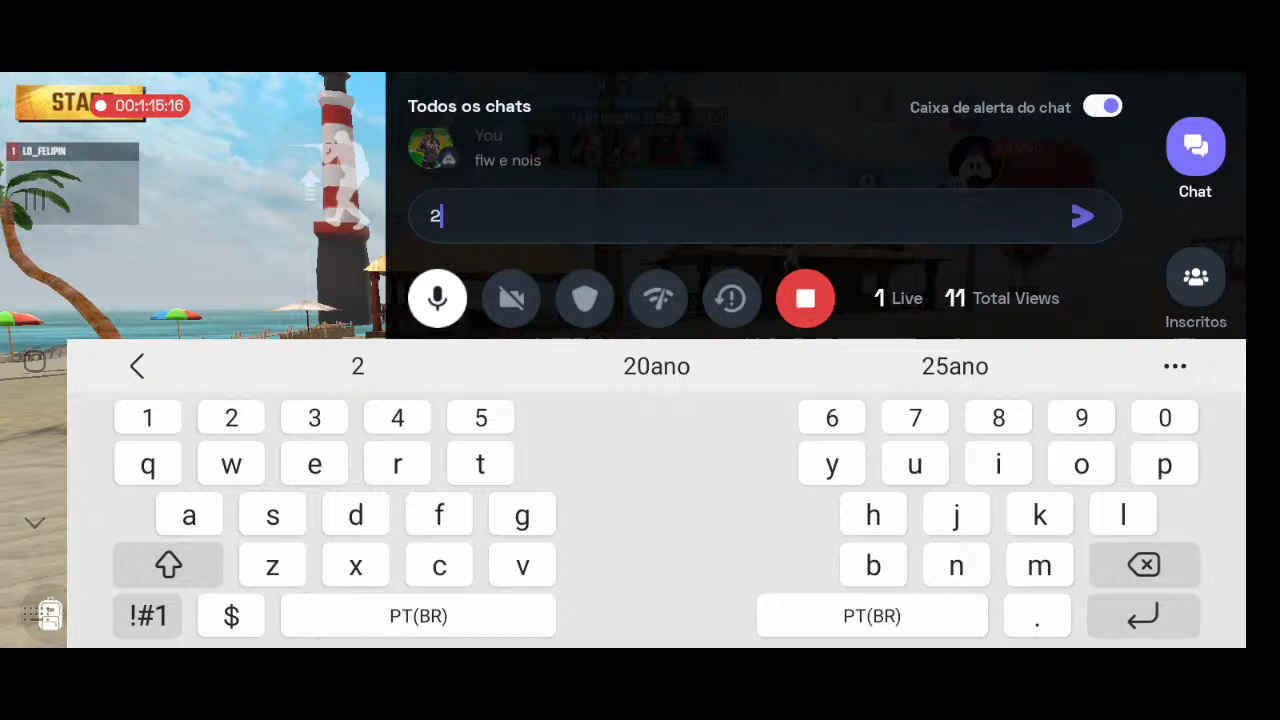 START
00:1:15:16
1 LD_FELIPIN
Todos os chats
Caixa de alerta do chat
You
flw e nois
Chat
2
1 Live 11 Total Views
Inscritos
2 20ano 25ano ...
1 2 3 4 5 6 7 8 9 0
q w e r t y u i o p
a s d f g h j k l
z x c v b n m
!#1 $ PT(BR) PT(BR) .